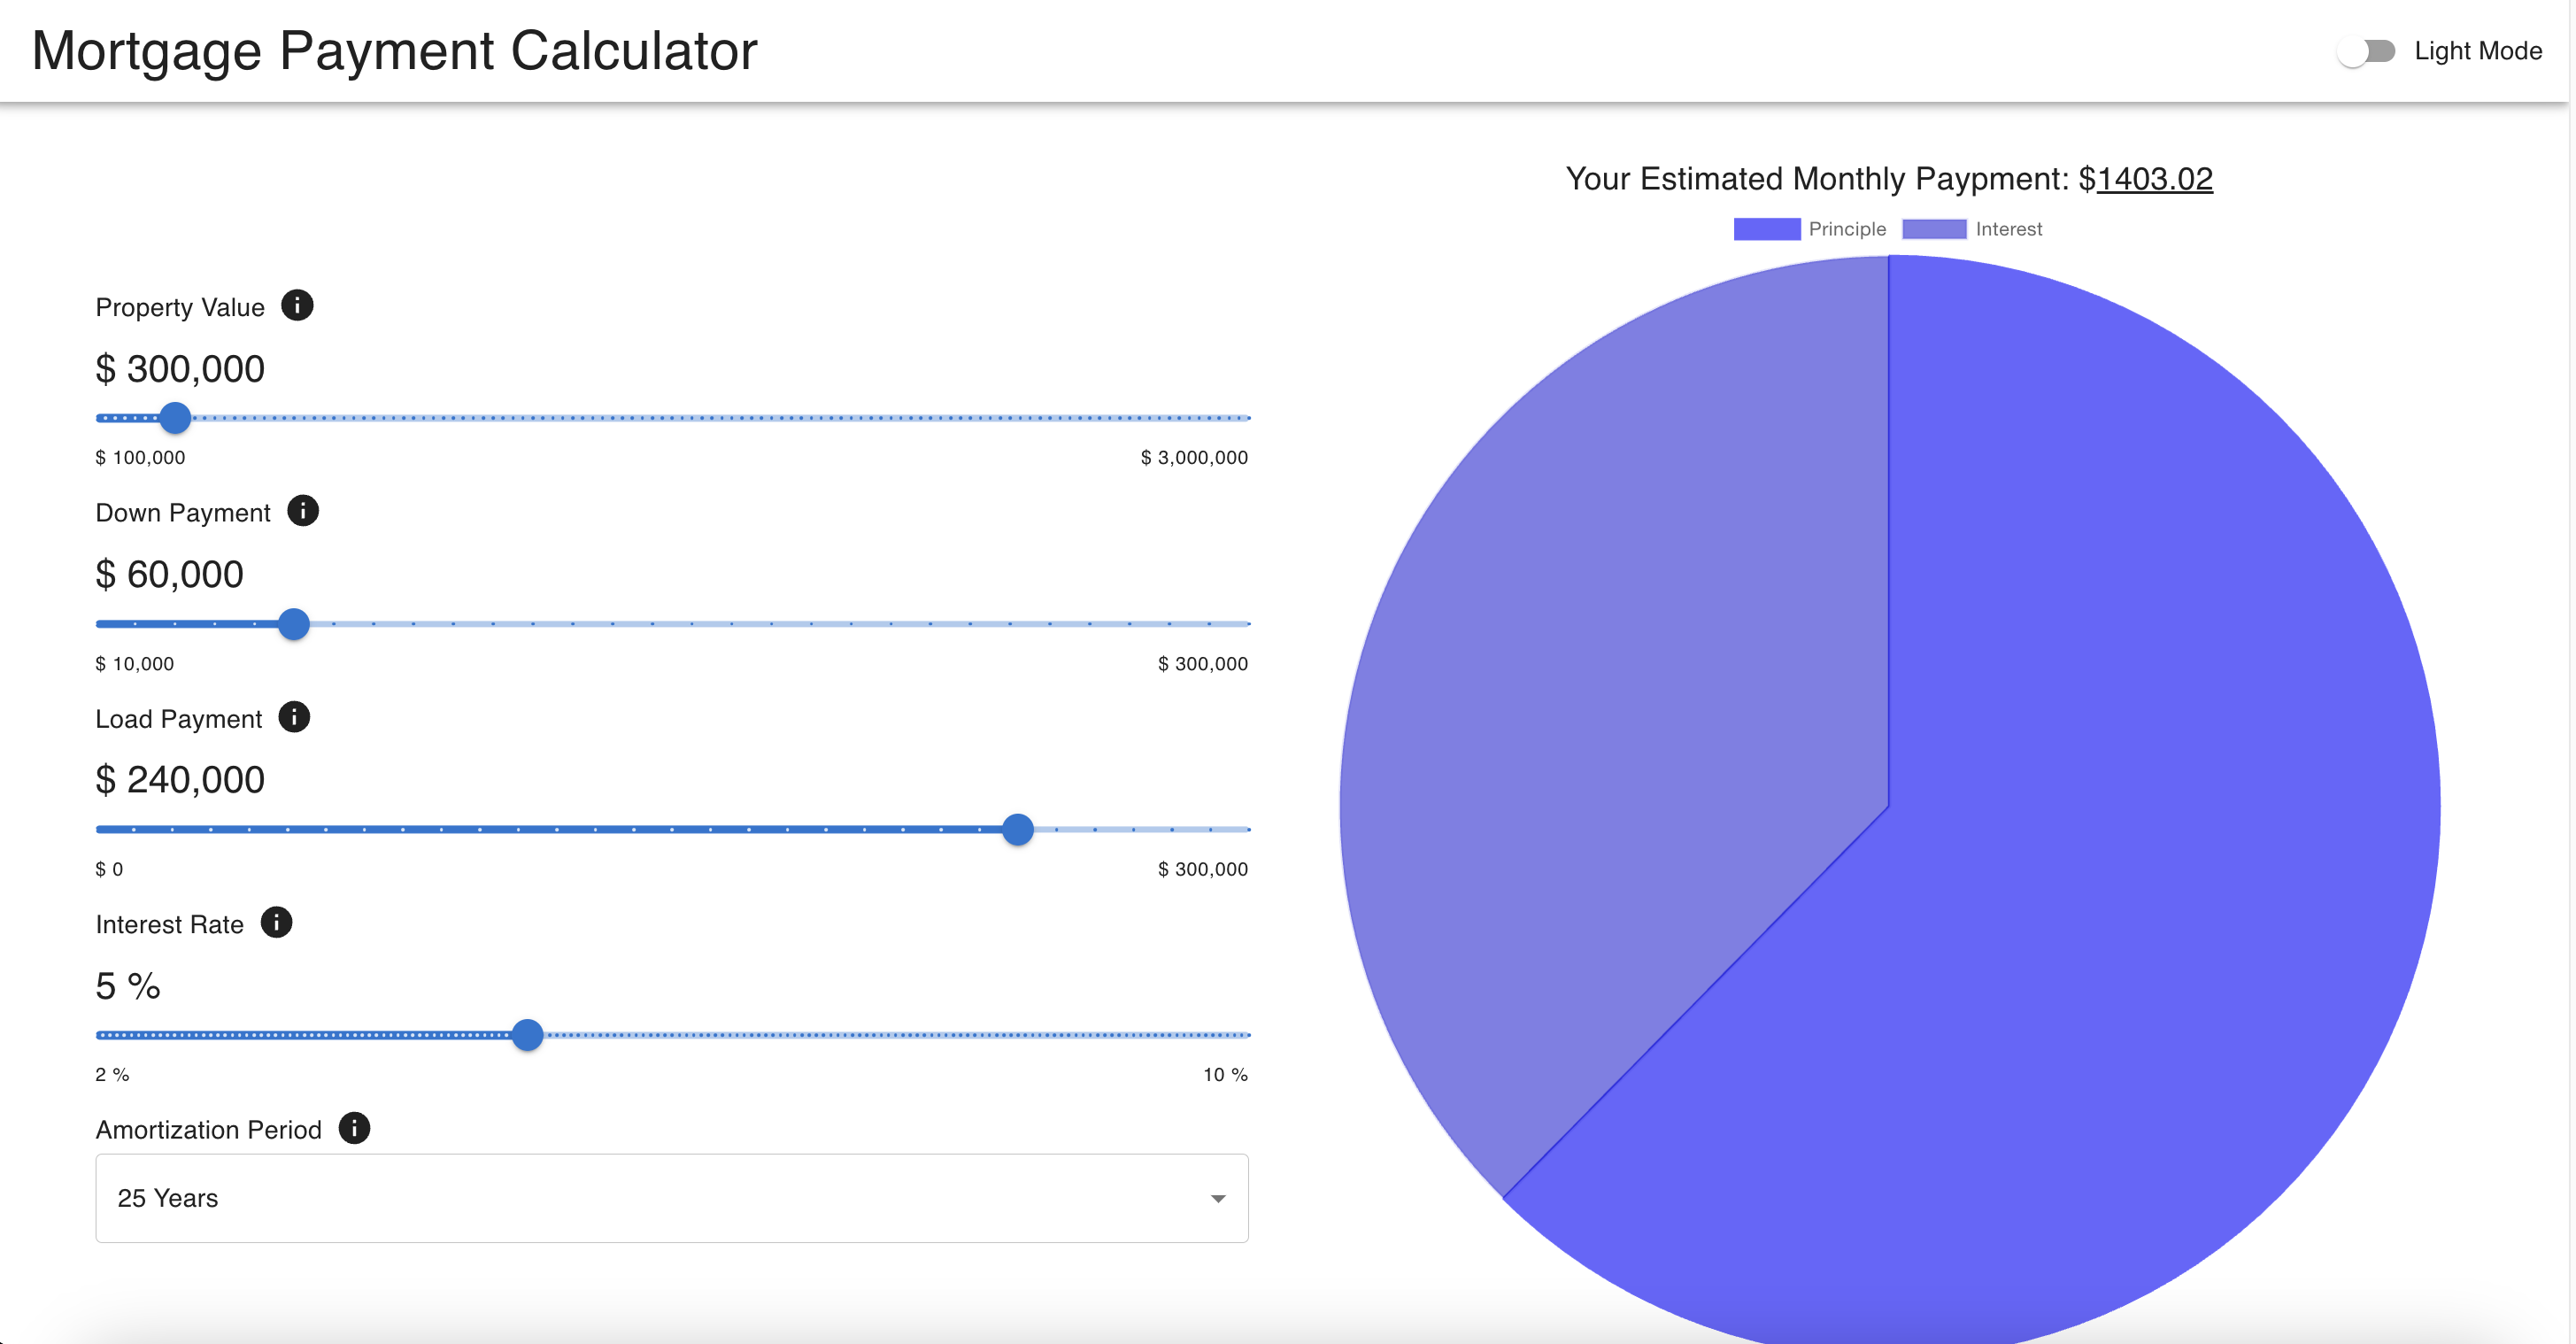 Mortgage Payment Calculator
Light Mode
Property Value
$ 300,000
$ 100,000 $ 3,000,000
Down Payment
$ 60,000
$ 10,000 $ 300,000
Load Payment
$ 240,000
$ 0 $ 300,000
Interest Rate
5 %
2 % 10 %
Amortization Period
25 Years
Your Estimated Monthly Paypment: $1403.02
Principle Interest